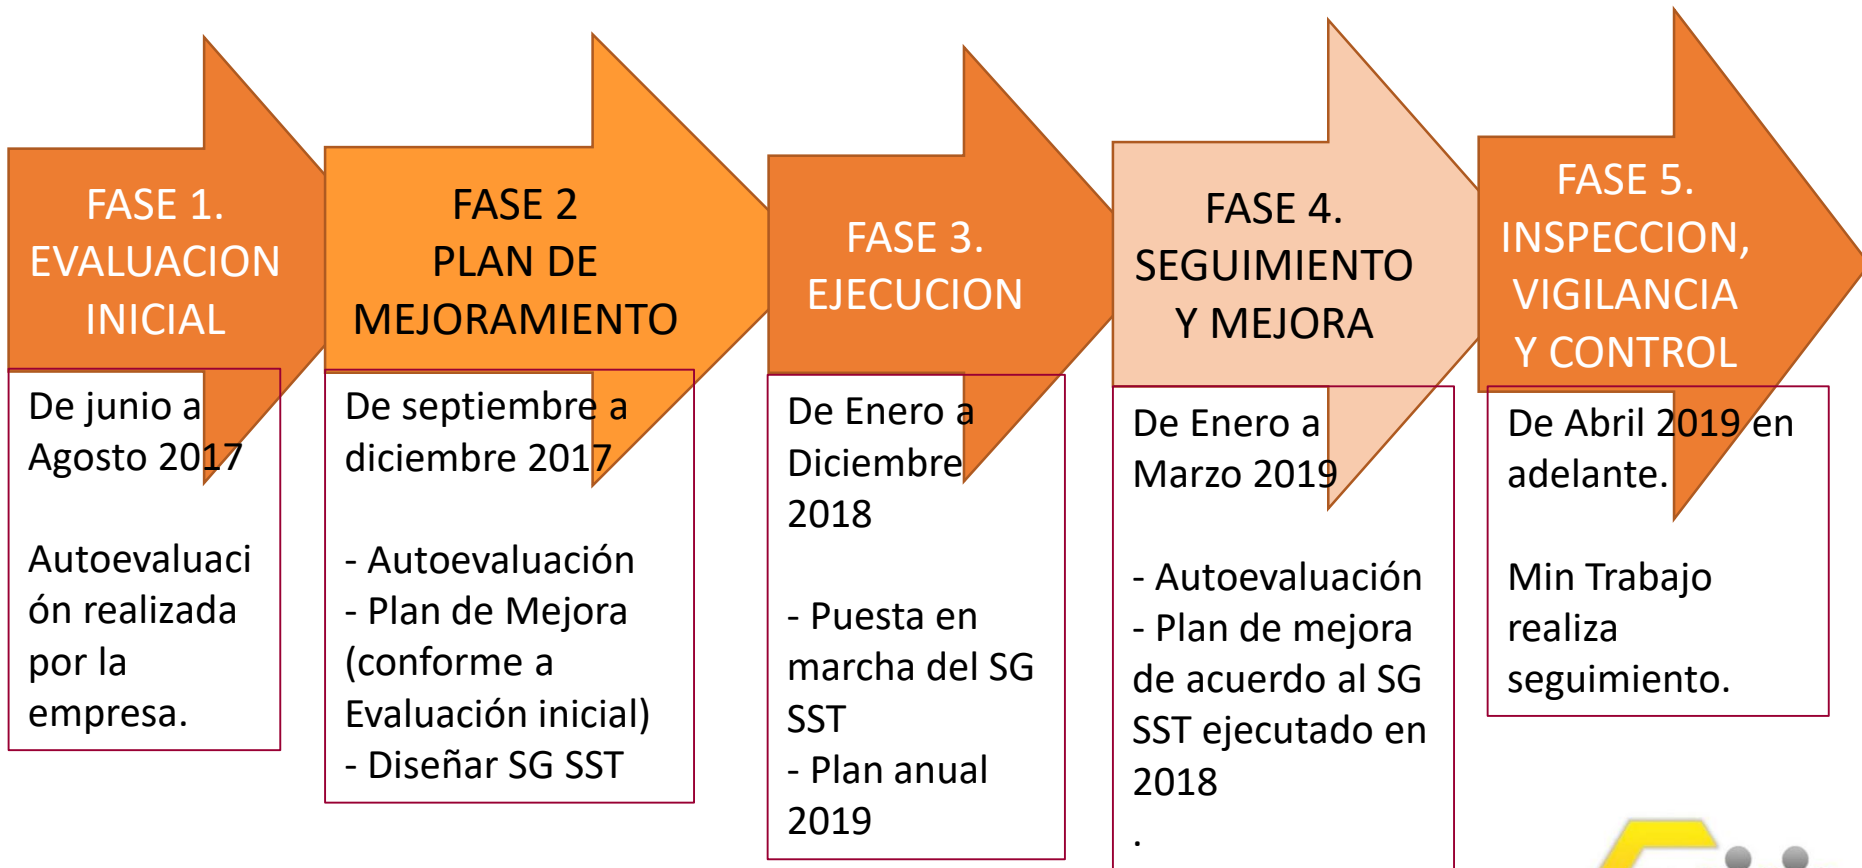 FASE 1.
EVALUACION
INICIAL
De junio a
Agosto 2017
Autoevaluaci
ón realizada
por la
empresa.
FASE 2
PLAN DE
MEJORAMIENTO
De septiembre a
diciembre 2017
- Autoevaluación
- Plan de Mejora
(conforme a
Evaluación inicial)
- Diseñar SG SST
FASE 3.
EJECUCION
De Enero a
Diciembre
2018
- Puesta en
marcha del SG
SST
- Plan anual
2019
FASE 4.
SEGUIMIENTO
Y MEJORA
De Enero a
Marzo 2019
- Autoevaluación
- Plan de mejora
de acuerdo al SG
SST ejecutado en
2018
.
FASE 5.
INSPECCION,
VIGILANCIA
Y CONTROL
De Abril 2019 en
adelante.
Min Trabajo
realiza
seguimiento.